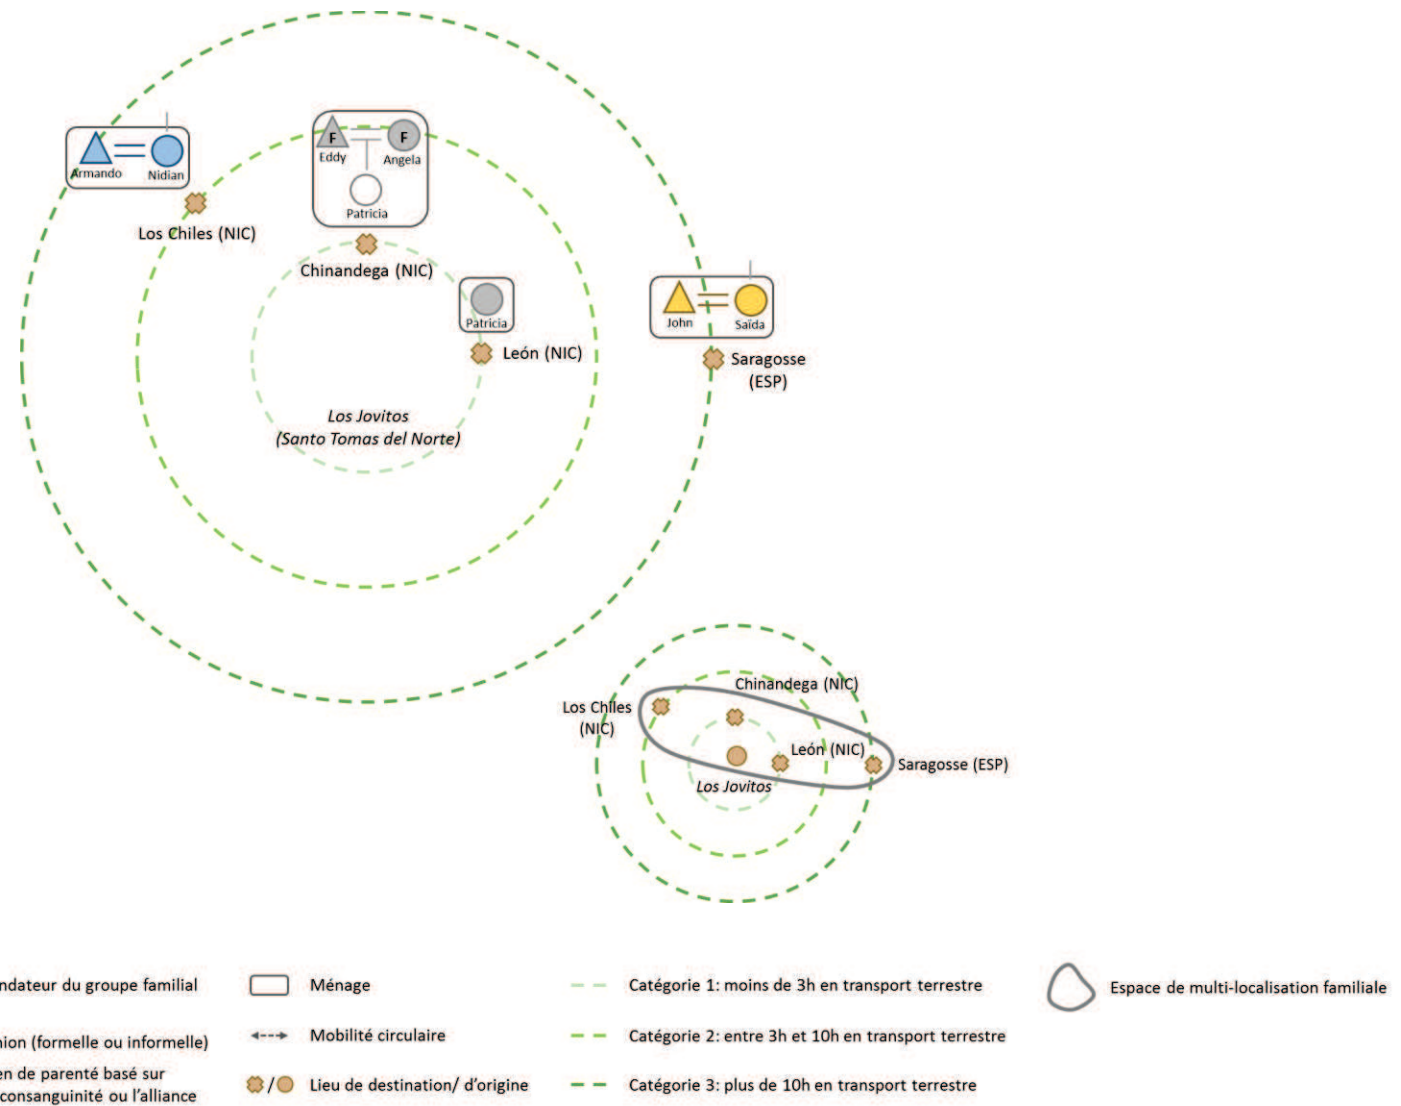 F
F
Eddy
Angela
Patricia
Armando
Nidian
Los Chiles (NIC)
Chinandega (NIC)
Patricia
León (NIC)
John
Saïda
Saragosse
(ESP)
Los Jovitos
(Santo Tomas del Norte)
Chinandega (NIC)
Los Chiles
(NIC)
León (NIC)
Saragosse (ESP)
Los Jovitos
ndateur du groupe familial
nion (formelle ou informelle)
en de parenté basé sur
consanguinité ou l'alliance
Ménage
Mobilité circulaire
/
Lieu de destination/ d'origine
Catégorie 1: moins de 3h en transport terrestre
Catégorie 2: entre 3h et 10h en transport terrestre
Catégorie 3: plus de 10h en transport terrestre
Espace de multi-localisation familiale